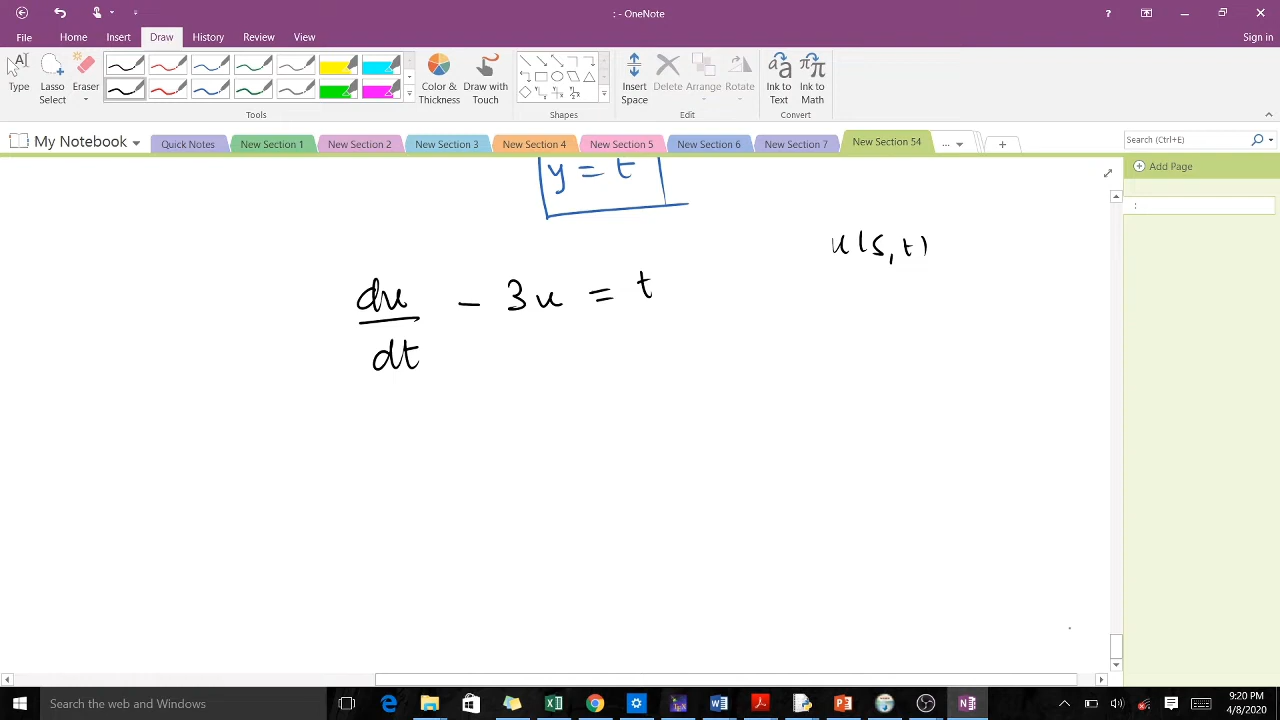 : - OneNote
File Home Insert Draw History Review View Sign in
Type
Lasso Select
Eraser
Color & Thickness
Draw with Touch
Insert Space
Delete
Arrange
Rotate
Ink to Text
Ink to Math
Tools Shapes Edit Convert
My Notebook Quick Notes New Section 1 New Section 2 New Section 3 New Section 4 New Section 5 New Section 6 New Section 7 New Section 54 ... + Search (Ctrl+E)
Add Page
:
y = t
u(s,t)
du/dt - 3u = t
Search the web and Windows
9:20 PM
4/8/2020